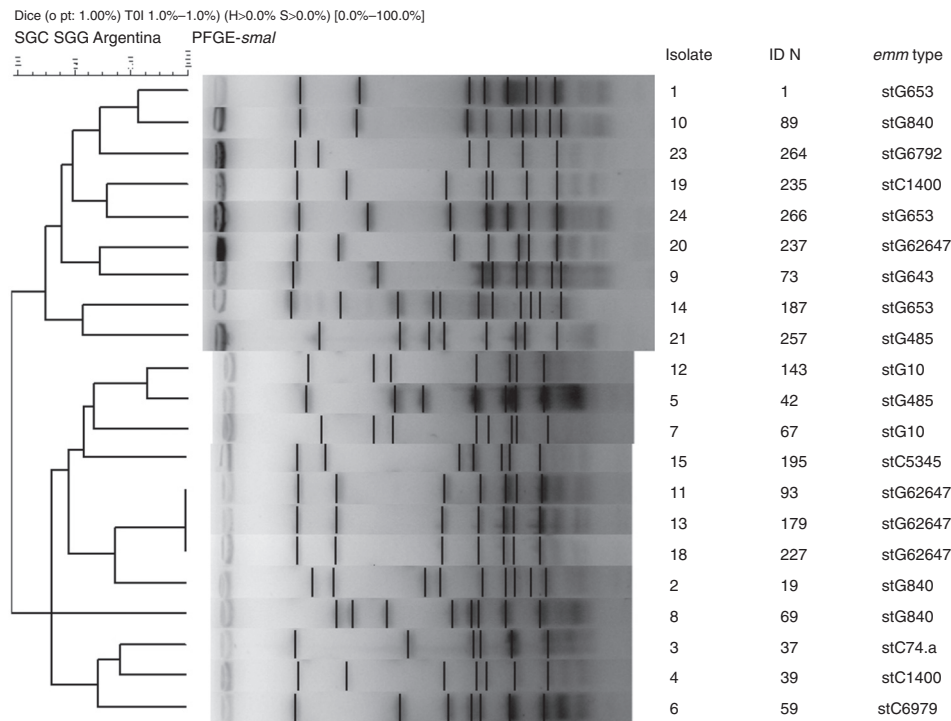 Dice (o pt: 1.00%) T0I 1.0%–1.0%) (H>0.0% S>0.0%) [0.0%–100.0%]
SGC SGG Argentina PFGE-smal
Isolate ID N emm type
1 1 stG653
10 89 stG840
23 264 stG6792
19 235 stC1400
24 266 stG653
20 237 stG62647
9 73 stG643
14 187 stG653
21 257 stG485
12 143 stG10
5 42 stG485
7 67 stG10
15 195 stC5345
11 93 stG62647
13 179 stG62647
18 227 stG62647
2 19 stG840
8 69 stG840
3 37 stC74.a
4 39 stC1400
6 59 stC6979